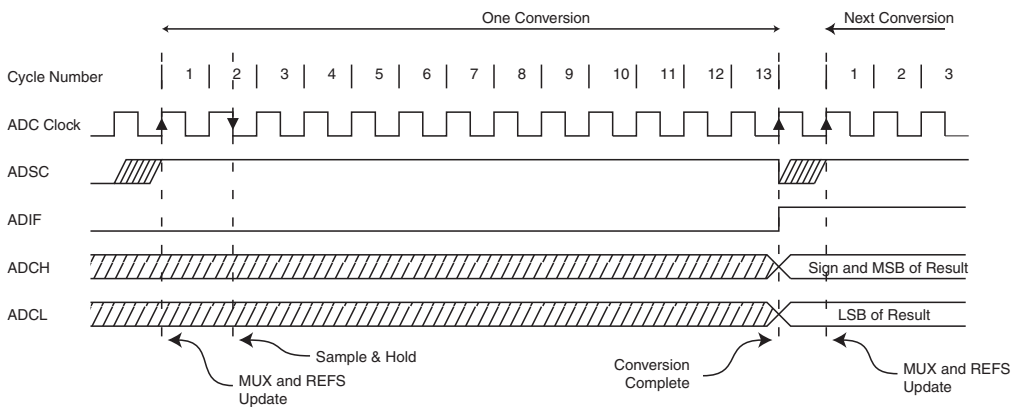 One Conversion
Next Conversion
Cycle Number 1 2 3 4 5 6 7 8 9 10 11 12 13 1 2 3
ADC Clock
ADSC
ADIF
ADCH
Sign and MSB of Result
ADCL
LSB of Result
MUX and REFS
Update
Sample & Hold
Conversion
Complete
MUX and REFS
Update